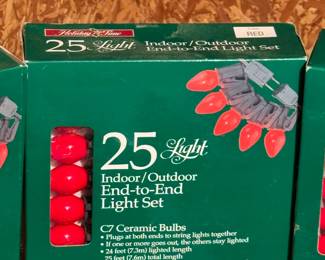 Holiday Time
25 Light
Indoor/Outdoor
End-to-End Light Set
RED
25 Light
Indoor/Outdoor
End-to-End
Light Set
C7 Ceramic Bulbs
• Plugs at both ends to string lights together
• If one or more goes out, the others stay lighted
• 24 feet (7.3m) lighted length
25 feet (7.6m) total length